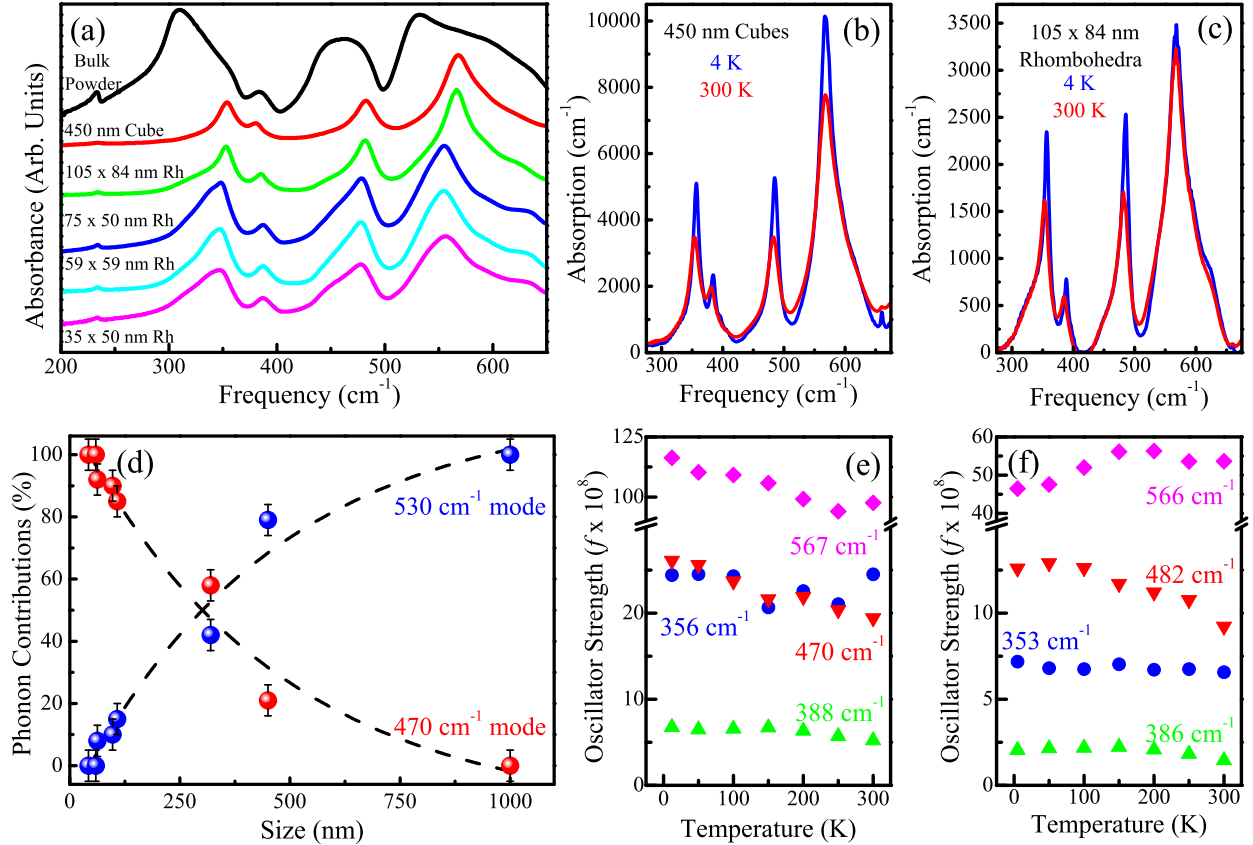 (a)
Bulk
Powder
450 nm Cube
105 x 84 nm Rh
75 x 50 nm Rh
59 x 59 nm Rh
35 x 50 nm Rh
Absorbance (Arb. Units)
200 300 400 500 600
Frequency (cm⁻¹)
(b)
450 nm Cubes
4 K
300 K
Absorption (cm⁻¹)
10000
8000
6000
4000
2000
0
300 400 500 600
Frequency (cm⁻¹)
(c)
105 x 84 nm
Rhombohedra
4 K
300 K
Absorption (cm⁻¹)
3500
3000
2500
2000
1500
1000
500
0
300 400 500 600
Frequency (cm⁻¹)
(d)
530 cm⁻¹ mode
470 cm⁻¹ mode
Phonon Contributions (%)
100
80
60
40
20
0
0 250 500 750 1000
Size (nm)
(e)
567 cm⁻¹
356 cm⁻¹
470 cm⁻¹
388 cm⁻¹
Oscillator Strength (f x 10⁸)
125
100
20
10
0
0 100 200 300
Temperature (K)
(f)
566 cm⁻¹
482 cm⁻¹
353 cm⁻¹
386 cm⁻¹
Oscillator Strength (f x 10⁸)
60
50
40
10
5
0
0 50 100 150 200 250 300
Temperature (K)